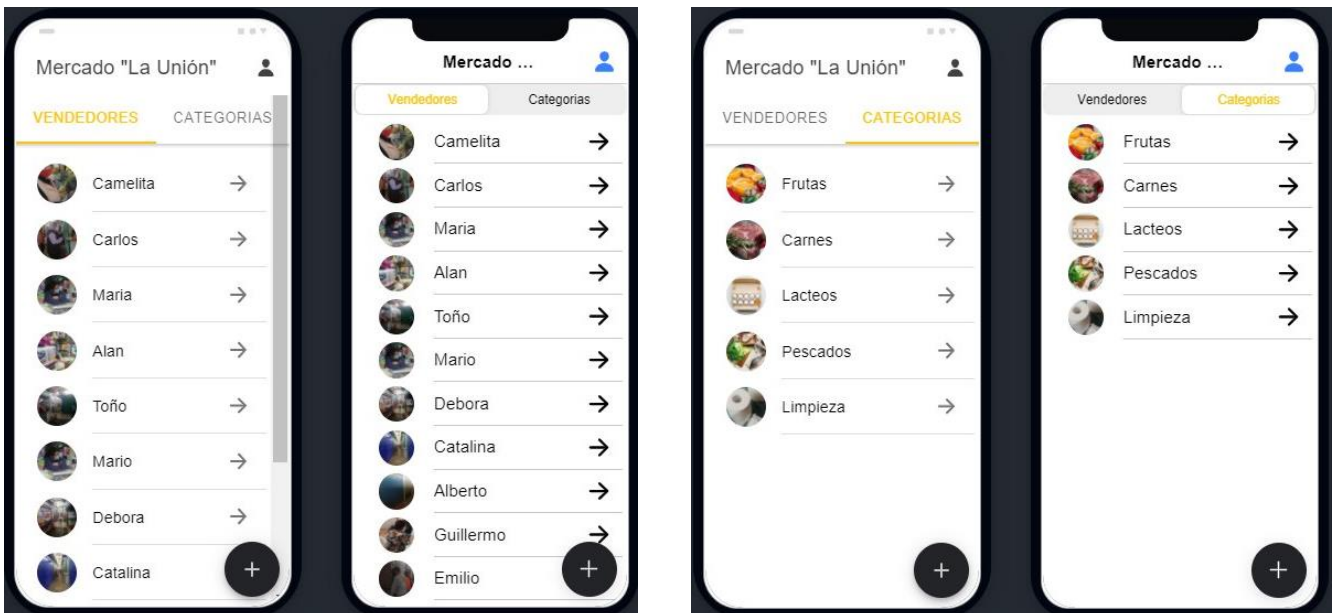 Mercado "La Unión"
VENDEDORES CATEGORIAS
Camelita
Carlos
Maria
Alan
Toño
Mario
Debora
Catalina
+
Mercado ...
Vendedores Categorias
Camelita
Carlos
Maria
Alan
Toño
Mario
Debora
Catalina
Alberto
Guillermo
Emilio
+
Mercado "La Unión"
VENDEDORES CATEGORIAS
Frutas
Carnes
Lacteos
Pescados
Limpieza
+
Mercado ...
Vendedores Categorias
Frutas
Carnes
Lacteos
Pescados
Limpieza
+